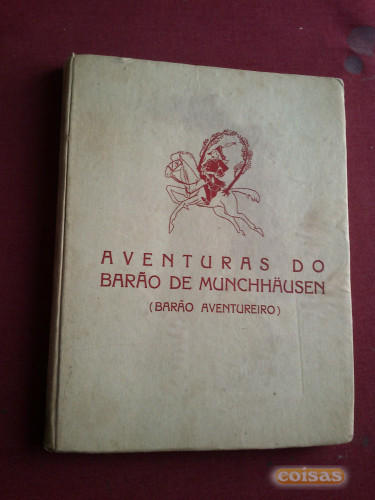 AVENTURAS DO
BARÃO DE MUNCHHÄUSEN
(BARÃO AVENTUREIRO)
coisas